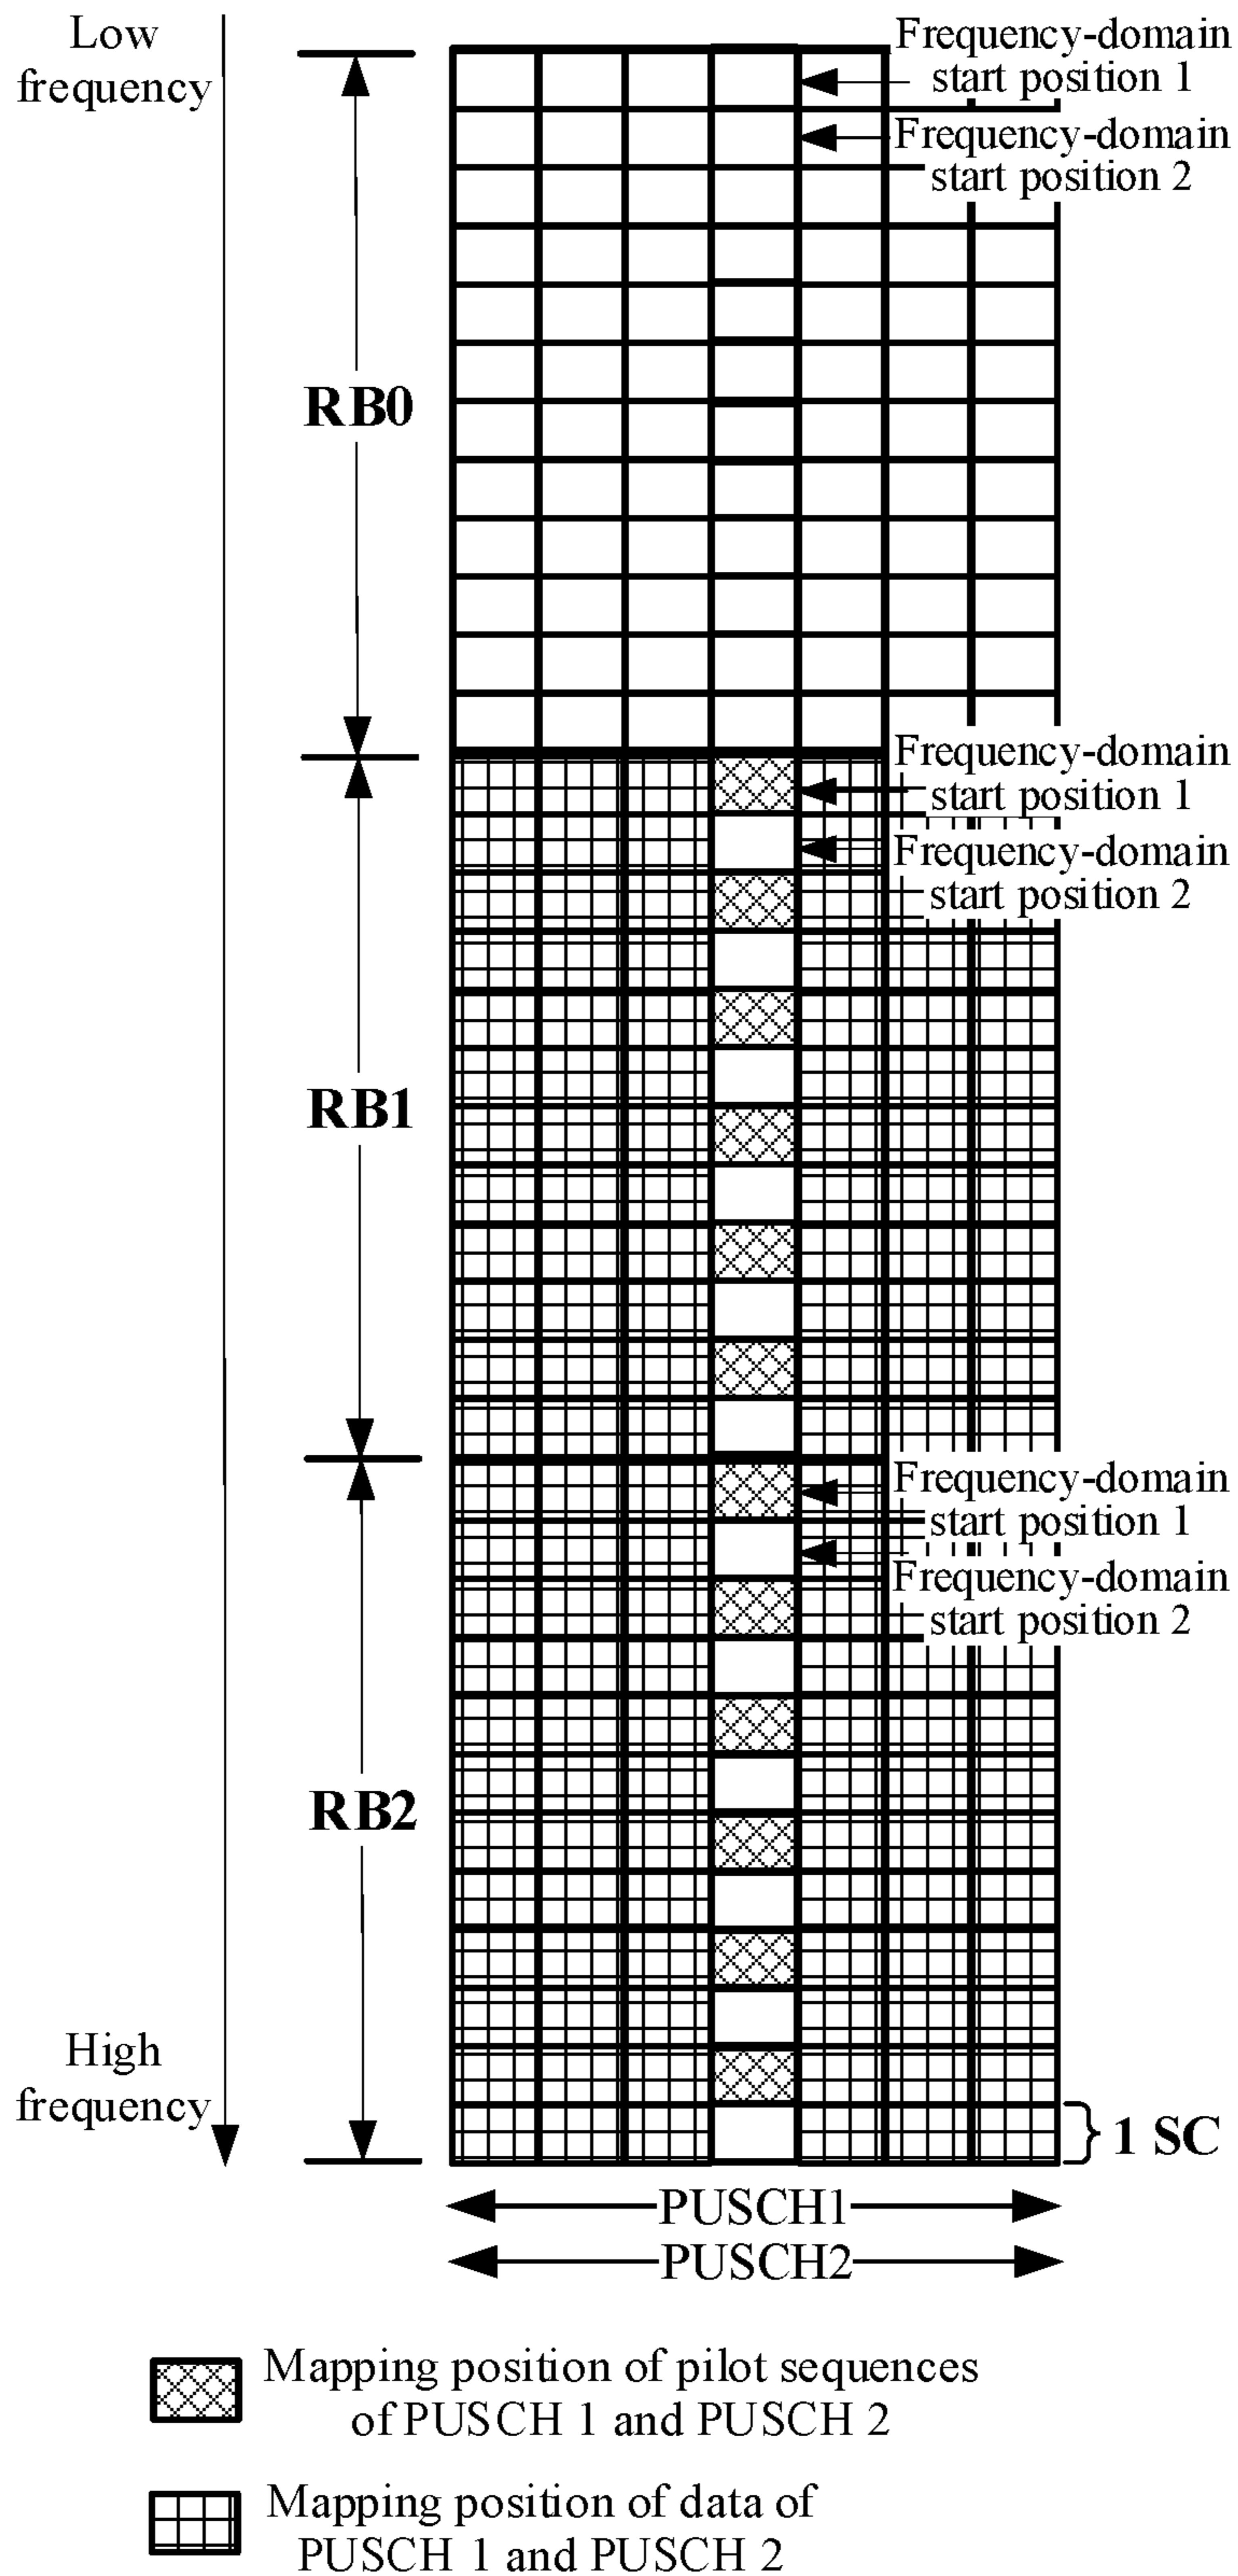 Low
frequency
Frequency-domain
start position 1
Frequency-domain
start position 2
RB0
Frequency-domain
start position 1
Frequency-domain
start position 2
RB1
Frequency-domain
start position 1
Frequency-domain
start position 2
RB2
High
frequency
1 SC
PUSCH1
PUSCH2
Mapping position of pilot sequences
of PUSCH 1 and PUSCH 2
Mapping position of data of
PUSCH 1 and PUSCH 2